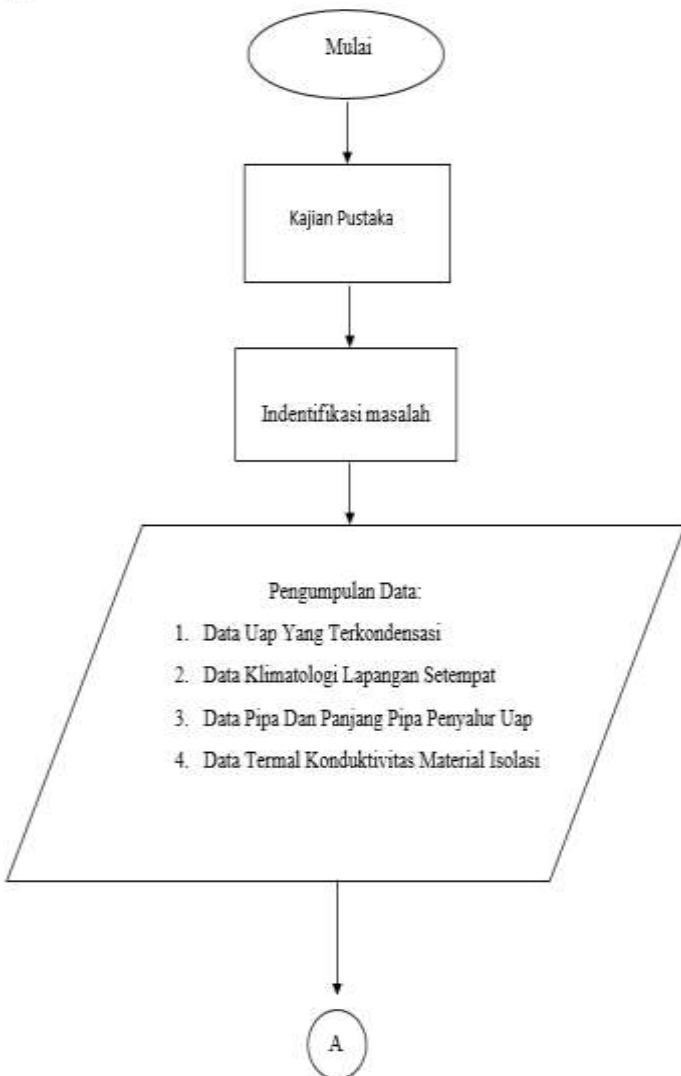 Mulai
Kajian Pustaka
Indentifikasi masalah
Pengumpulan Data:
1. Data Uap Yang Terkondensasi
2. Data Klimatologi Lapangan Setempat
3. Data Pipa Dan Panjang Pipa Penyalur Uap
4. Data Termal Konduktivitas Material Isolasi
A